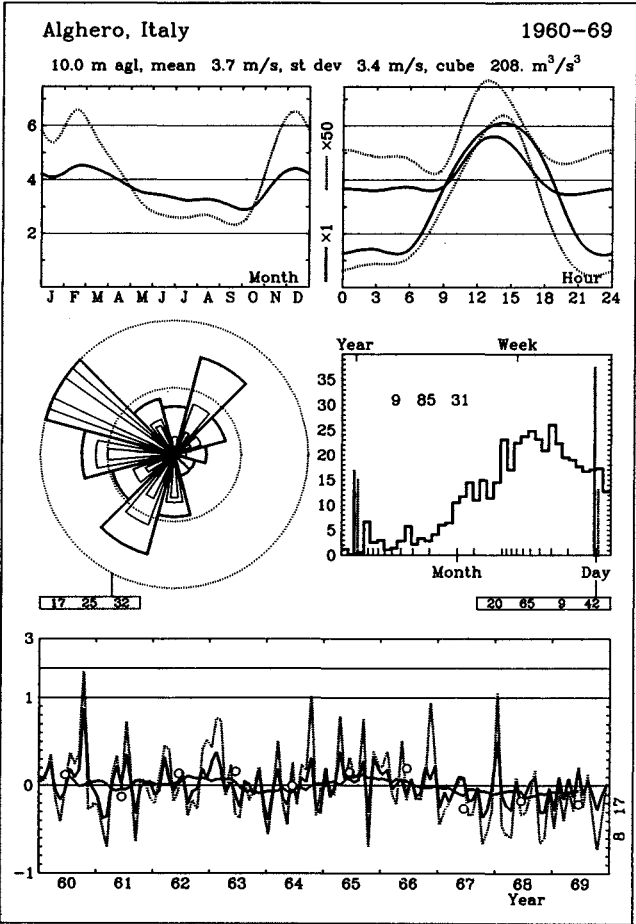 Alghero, Italy 1960-69
10.0 m agl, mean 3.7 m/s, st dev 3.4 m/s, cube 208. m³/s³
6
4
2
Month
J F M A M J J A S O N D
×1 ×50
Hour
0 3 6 9 12 15 18 21 24
17 25 32
Year Week
40
35
30
25
20
15
10
5
0
9 85 31
Month Day
20 65 9 42
3
1
0
-1
60 61 62 63 64 65 66 67 68 69
Year
8 17